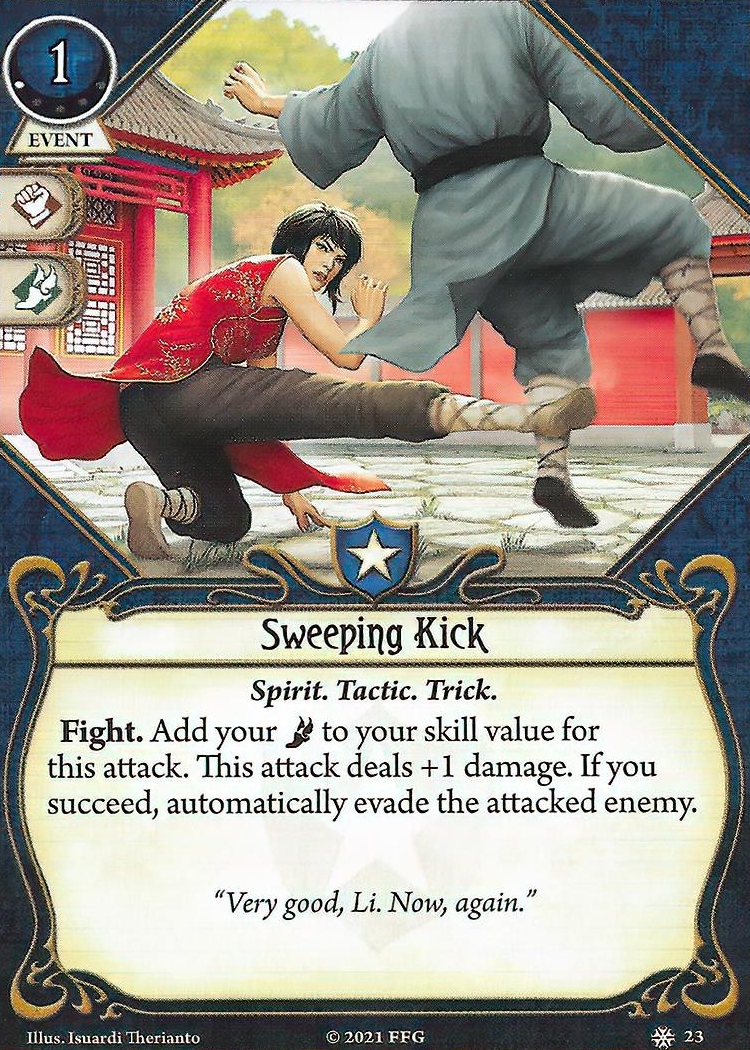 1
EVENT
Sweeping Kick
Spirit. Tactic. Trick.
Fight. Add your to your skill value for
this attack. This attack deals +1 damage. If you
succeed, automatically evade the attacked enemy.
“Very good, Li. Now, again.”
Illus. Isuardi Therianto
© 2021 FFG
23